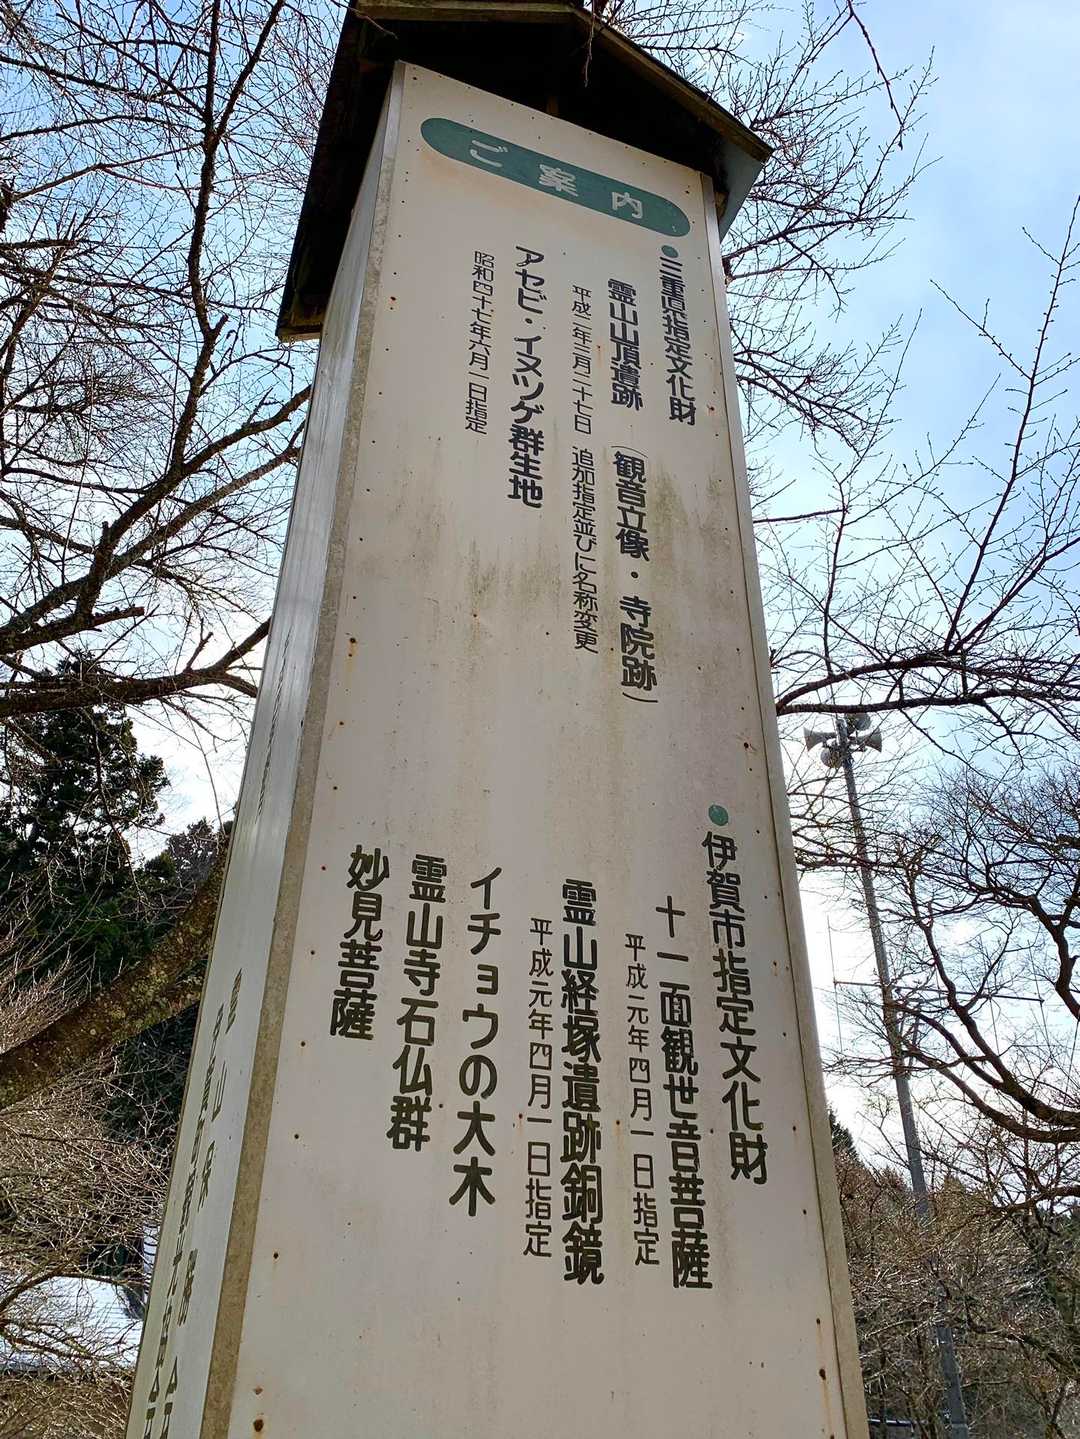 ご案内
三重県指定文化財
霊山山頂遺跡 (観音立像・寺院跡)
平成二年三月二十七日 追加指定並びに名称変更
アセビ・イヌツゲ群生地
昭和四十七年六月一日指定
伊賀市指定文化財
十一面観世音菩薩
平成元年四月一日指定
霊山経塚遺跡銅鏡
平成元年四月一日指定
イチョウの大木
霊山寺石仏群
妙見菩薩
霊山保勝会